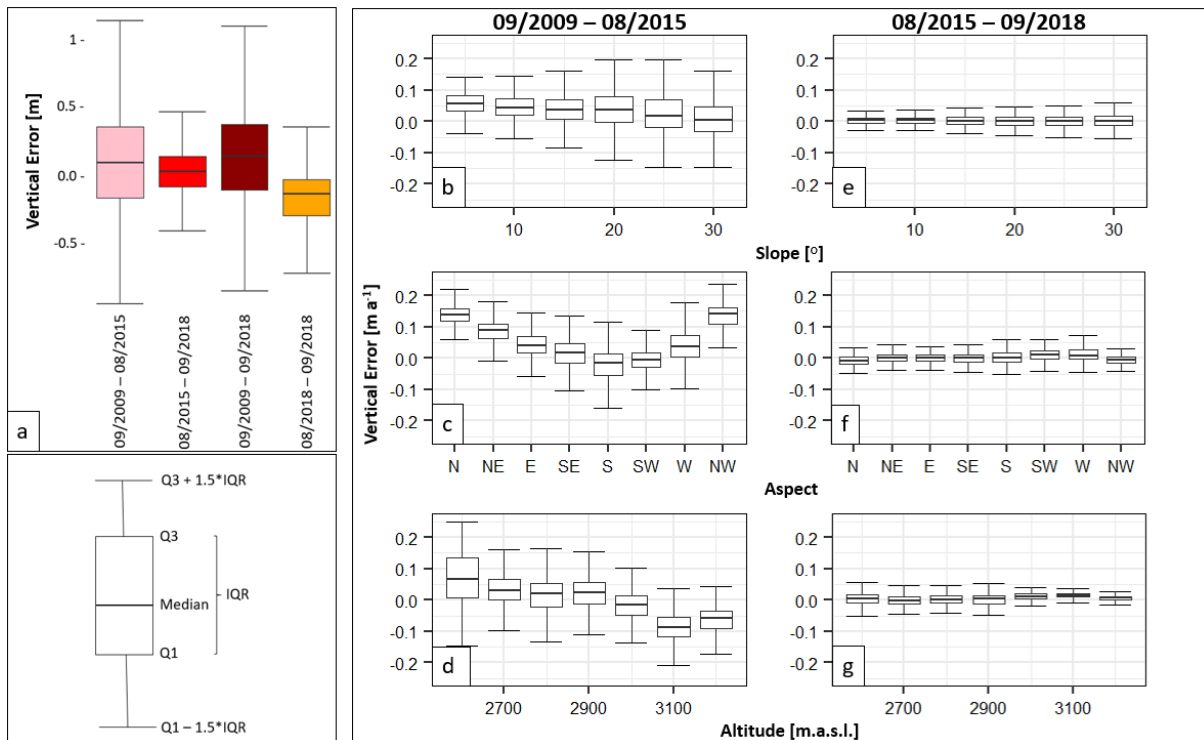 1 -
0.5 -
0.0 -
-0.5 -
Vertical Error [m]
09/2009 – 08/2015
08/2015 – 09/2018
09/2009 – 09/2018
08/2018 – 09/2018
a
Q3 + 1.5*IQR
Q3
Median
IQR
Q1
Q1 – 1.5*IQR
09/2009 – 08/2015
08/2015 – 09/2018
Vertical Error [m a⁻¹]
0.2
0.1
0.0
-0.1
-0.2
b
10 20 30
0.2
0.1
0.0
-0.1
-0.2
e
10 20 30
Slope [°]
0.2
0.1
0.0
-0.1
-0.2
c
N NE E SE S SW W NW
0.2
0.1
0.0
-0.1
-0.2
f
N NE E SE S SW W NW
Aspect
0.2
0.1
0.0
-0.1
-0.2
d
2700 2900 3100
0.2
0.1
0.0
-0.1
-0.2
g
2700 2900 3100
Altitude [m.a.s.l.]